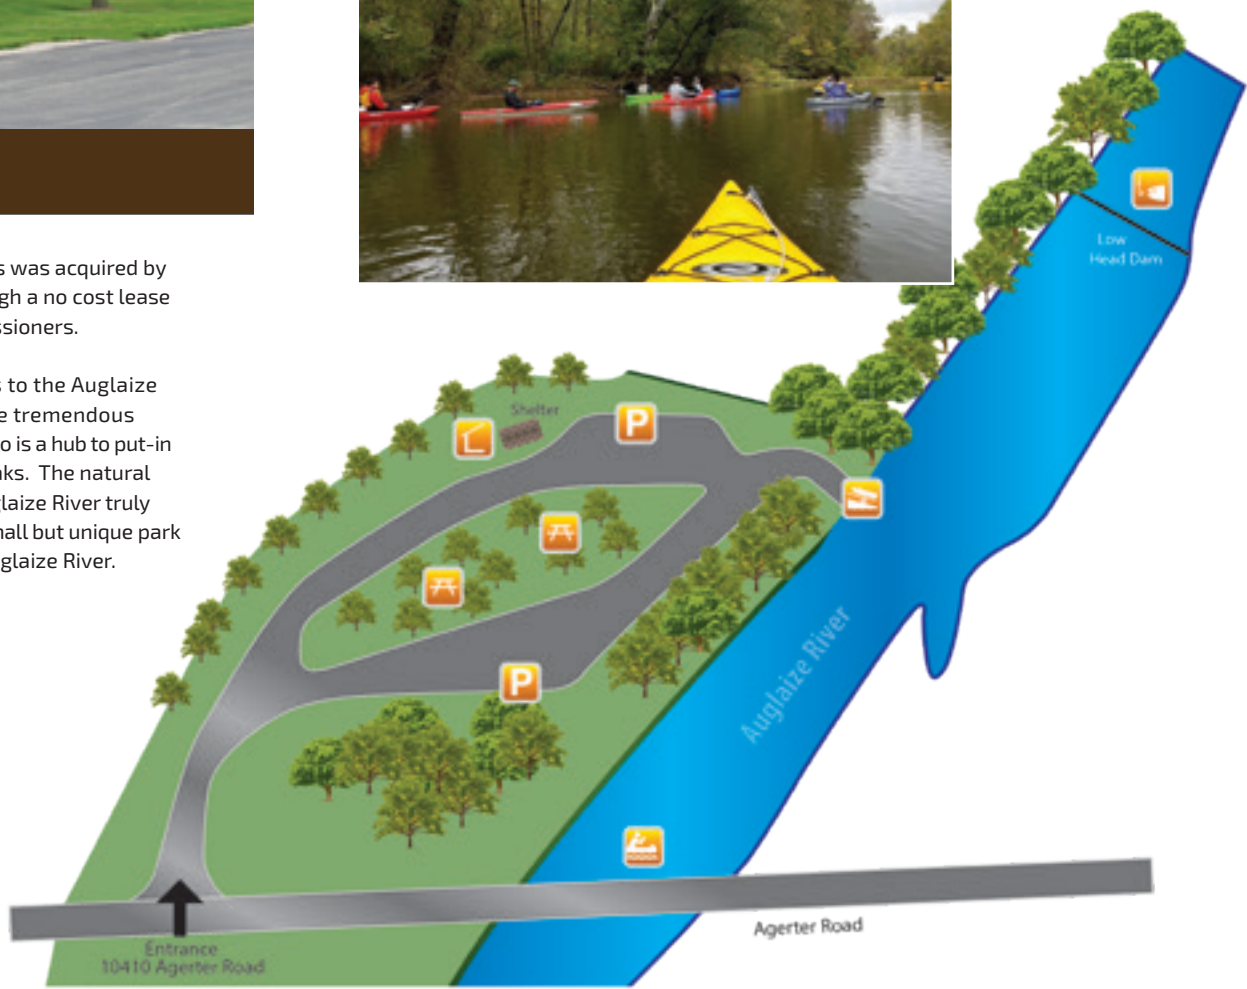 s was acquired by
gh a no cost lease
ssioners.
s to the Auglaize
e tremendous
o is a hub to put-in
aks. The natural
glaize River truly
nall but unique park
glaize River.
Low
Head Dam
Shelter
P
P
Auglaize River
Agerter Road
Entrance
10410 Agerter Road